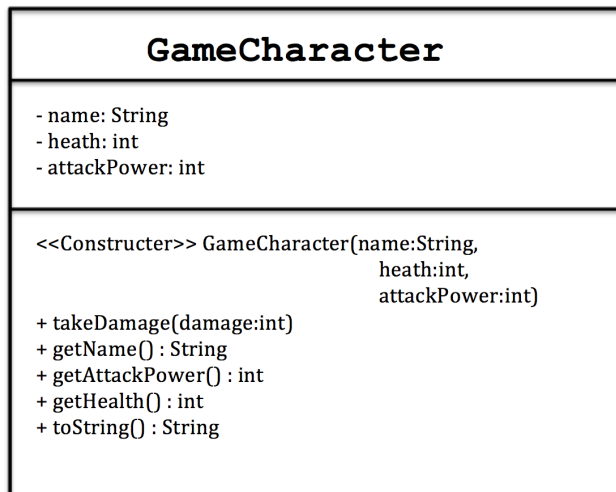 GameCharacter
- name: String
- heath: int
- attackPower: int
<<Constructer>> GameCharacter(name:String,
heath:int,
attackPower:int)
+ takeDamage(damage:int)
+ getName() : String
+ getAttackPower() : int
+ getHealth() : int
+ toString() : String